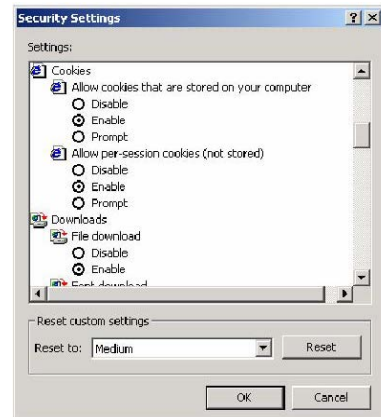 Security Settings
Settings:
Cookies
Allow cookies that are stored on your computer
Disable
Enable
Prompt
Allow per-session cookies (not stored)
Disable
Enable
Prompt
Downloads
File download
Disable
Enable
Font download
Reset custom settings
Reset to: Medium Reset
OK Cancel